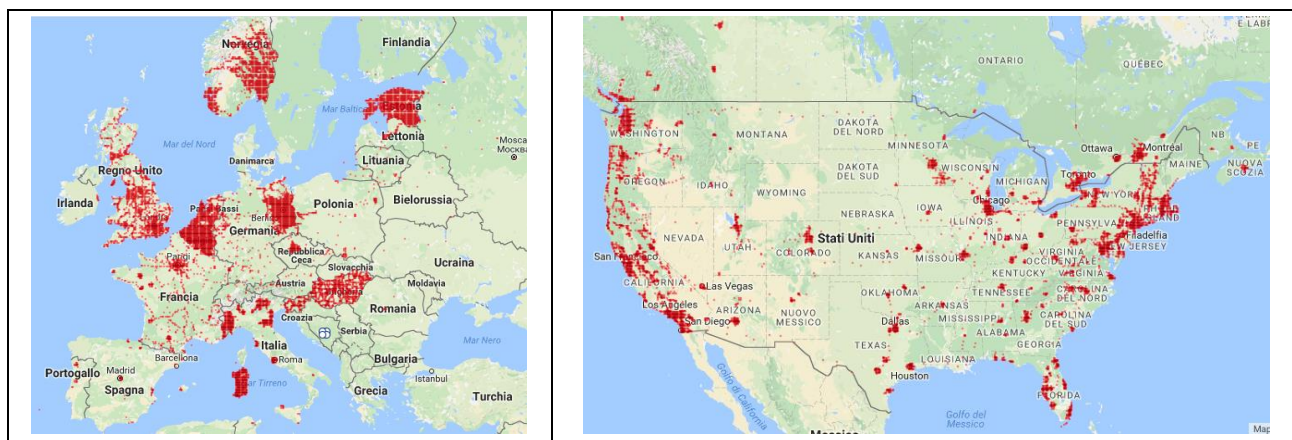 Norvegia
Finlandia
Estonia
Mosca
Москва
Mar Baltico
Lettonia
Mar del Nord
Danimarca
Lituania
Regno Unito
Bielorussia
Irlanda
Polonia
Germania
Repubblica
Ceca
Ucraina
Parigi
Slovacchia
Austria
Moldavia
Francia
Romania
Croazia
Serbia
Italia
Mar Nero
Barcellona
Roma
Bulgaria
Portogallo
Madrid
Spagna
Mar Tirreno
Istanbul
Grecia
Turchia
E LABR
ONTARIO
QUÉBEC
WASHINGTON
MONTANA
DAKOTA
DEL NORD
MINNESOTA
Ottawa
Montréal
NB
PE
MAINE
NUOVA
SCOZIA
OREGON
IDAHO
DAKOTA
DEL SUD
WISCONSIN
MICHIGAN
Toronto
WYOMING
Chicago
IOWA
NEBRASKA
ILLINOIS
INDIANA
PENNSYLVA
Filadelfia
NEW JERSEY
NEVADA
UTAH
COLORADO
Stati Uniti
KANSAS
MISSOURI
VIRGINIA
OCCIDENTALE
KENTUCKY
VIRGINIA
San Francisco
CALIFORNIA
Las Vegas
Los Angeles
San Diego
ARIZONA
NUOVO
MESSICO
OKLAHOMA
ARKANSAS
TENNESSEE
CAROLINA
DEL NORD
MISSISSIPPI
CAROLINA
DEL SUD
Dallas
ALABAMA
GEORGIA
TEXAS
LOUISIANA
Houston
FLORIDA
Golfo di
California
Golfo del
Messico
Messico
Map